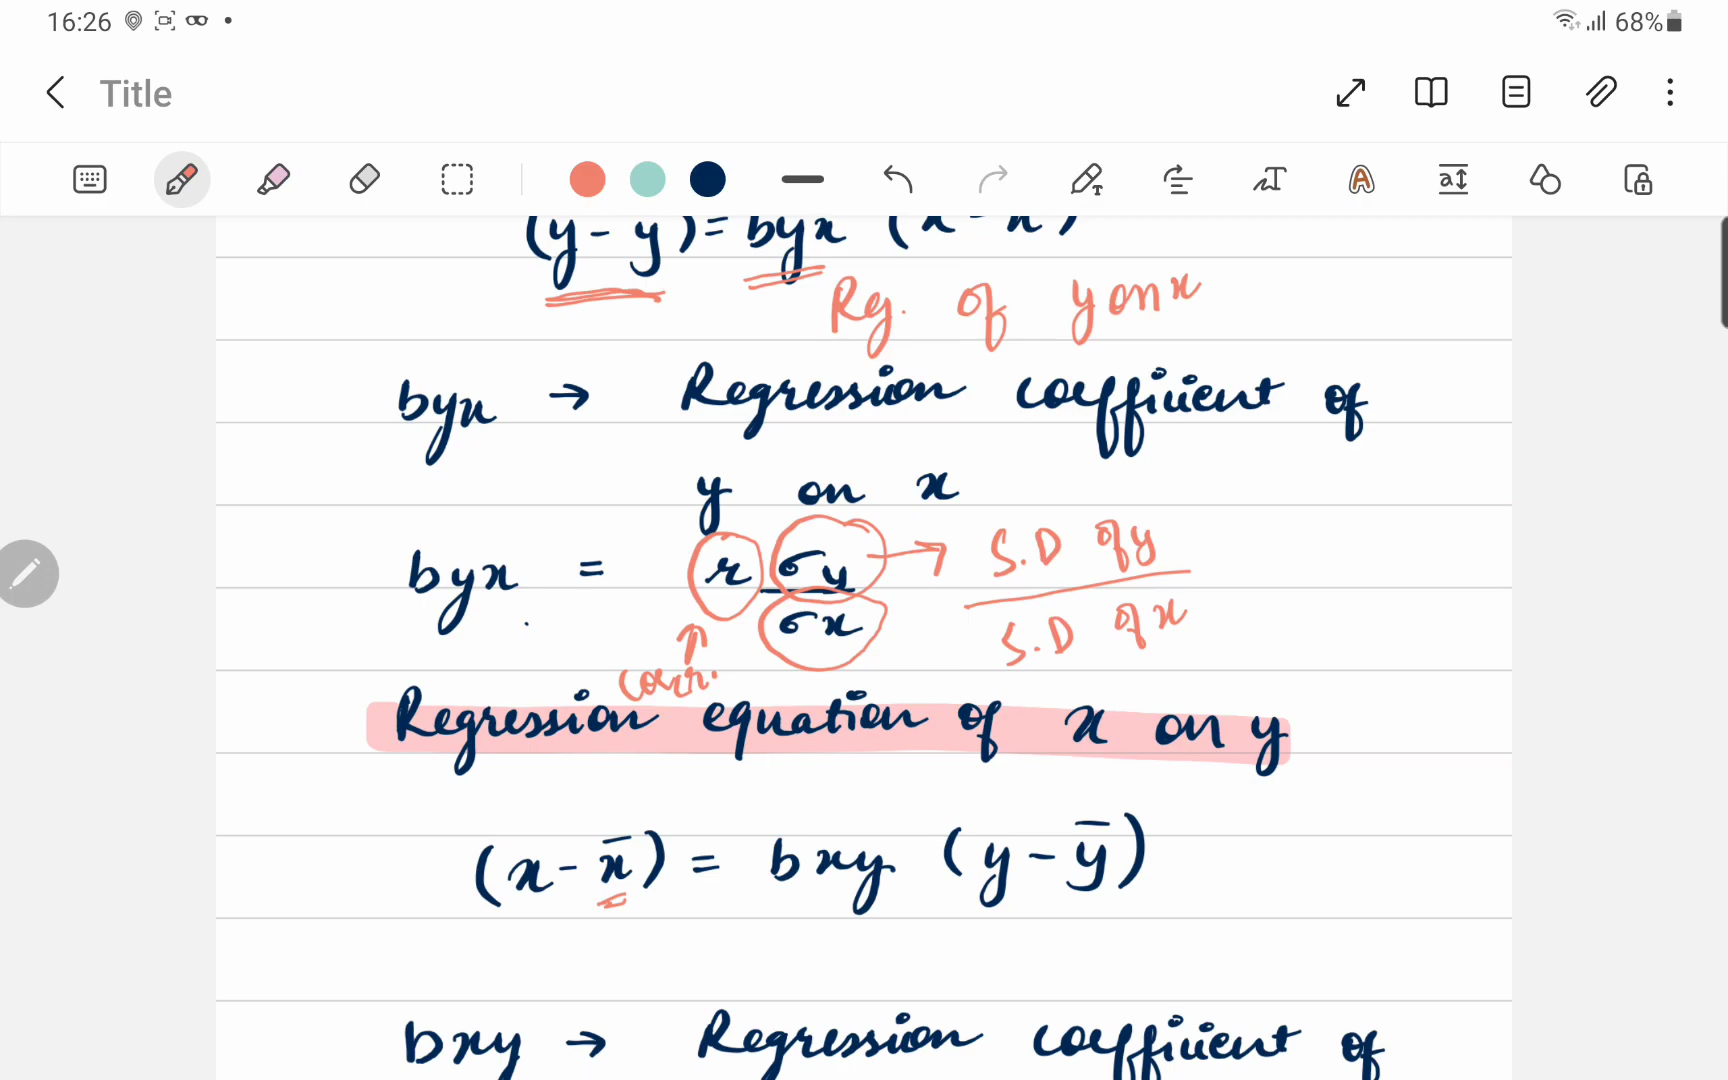 16:26
68%
Title
(y - y) = byx (x - x)
Rg. of y on x
byx → Regression coefficient of
y on x
byx = r σy → S.D of y
σx S.D of x
Corr.
Regression equation of x on y
(x - x̄) = bxy (y - ȳ)
bxy → Regression coefficient of